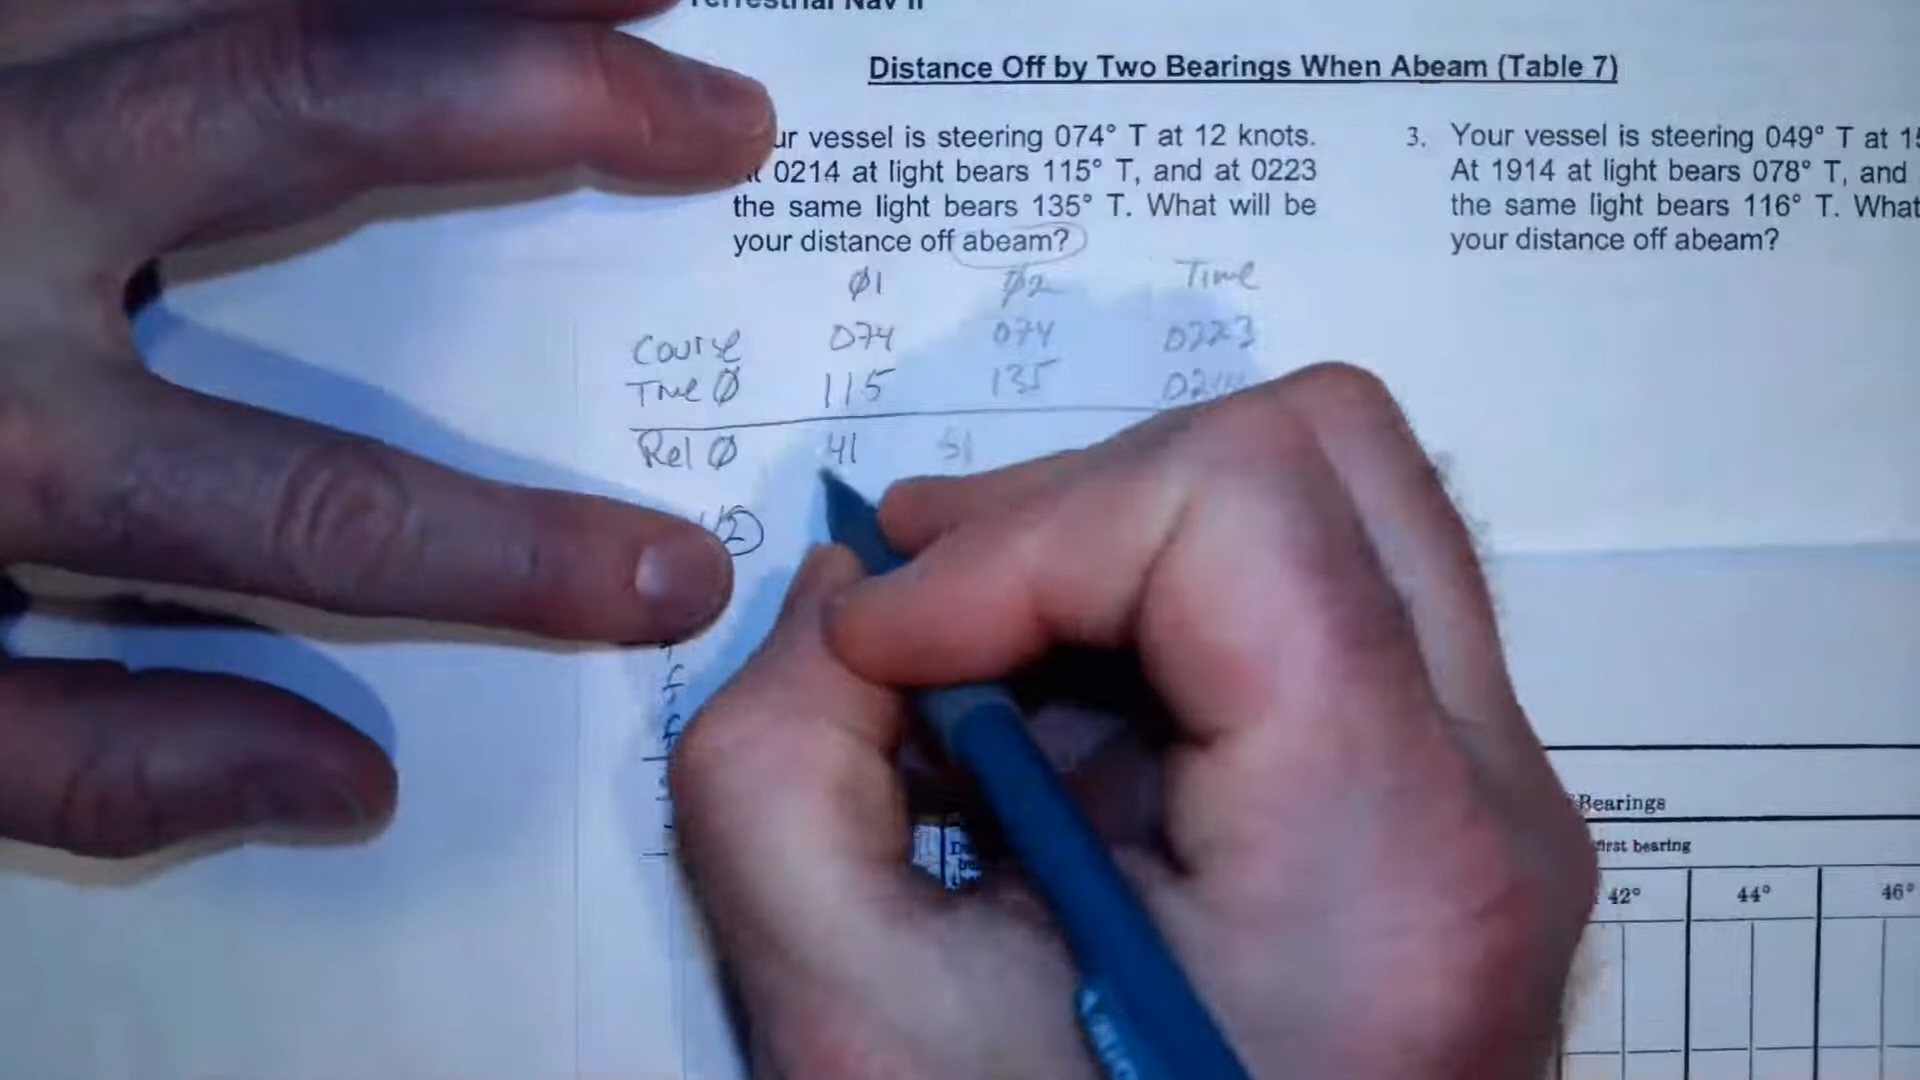 Terrestrial Nav II
Distance Off by Two Bearings When Abeam (Table 7)
ur vessel is steering 074° T at 12 knots.
0214 at light bears 115° T, and at 0223
the same light bears 135° T. What will be
your distance off abeam?
3. Your vessel is steering 049° T at
At 1914 at light bears 078° T, and
the same light bears 116° T. What
your distance off abeam?
Ø1 Ø2 Time
Course 074 074 0223
True Ø 115 135
Rel Ø 41
Bearings
first bearing
42° 44° 46°